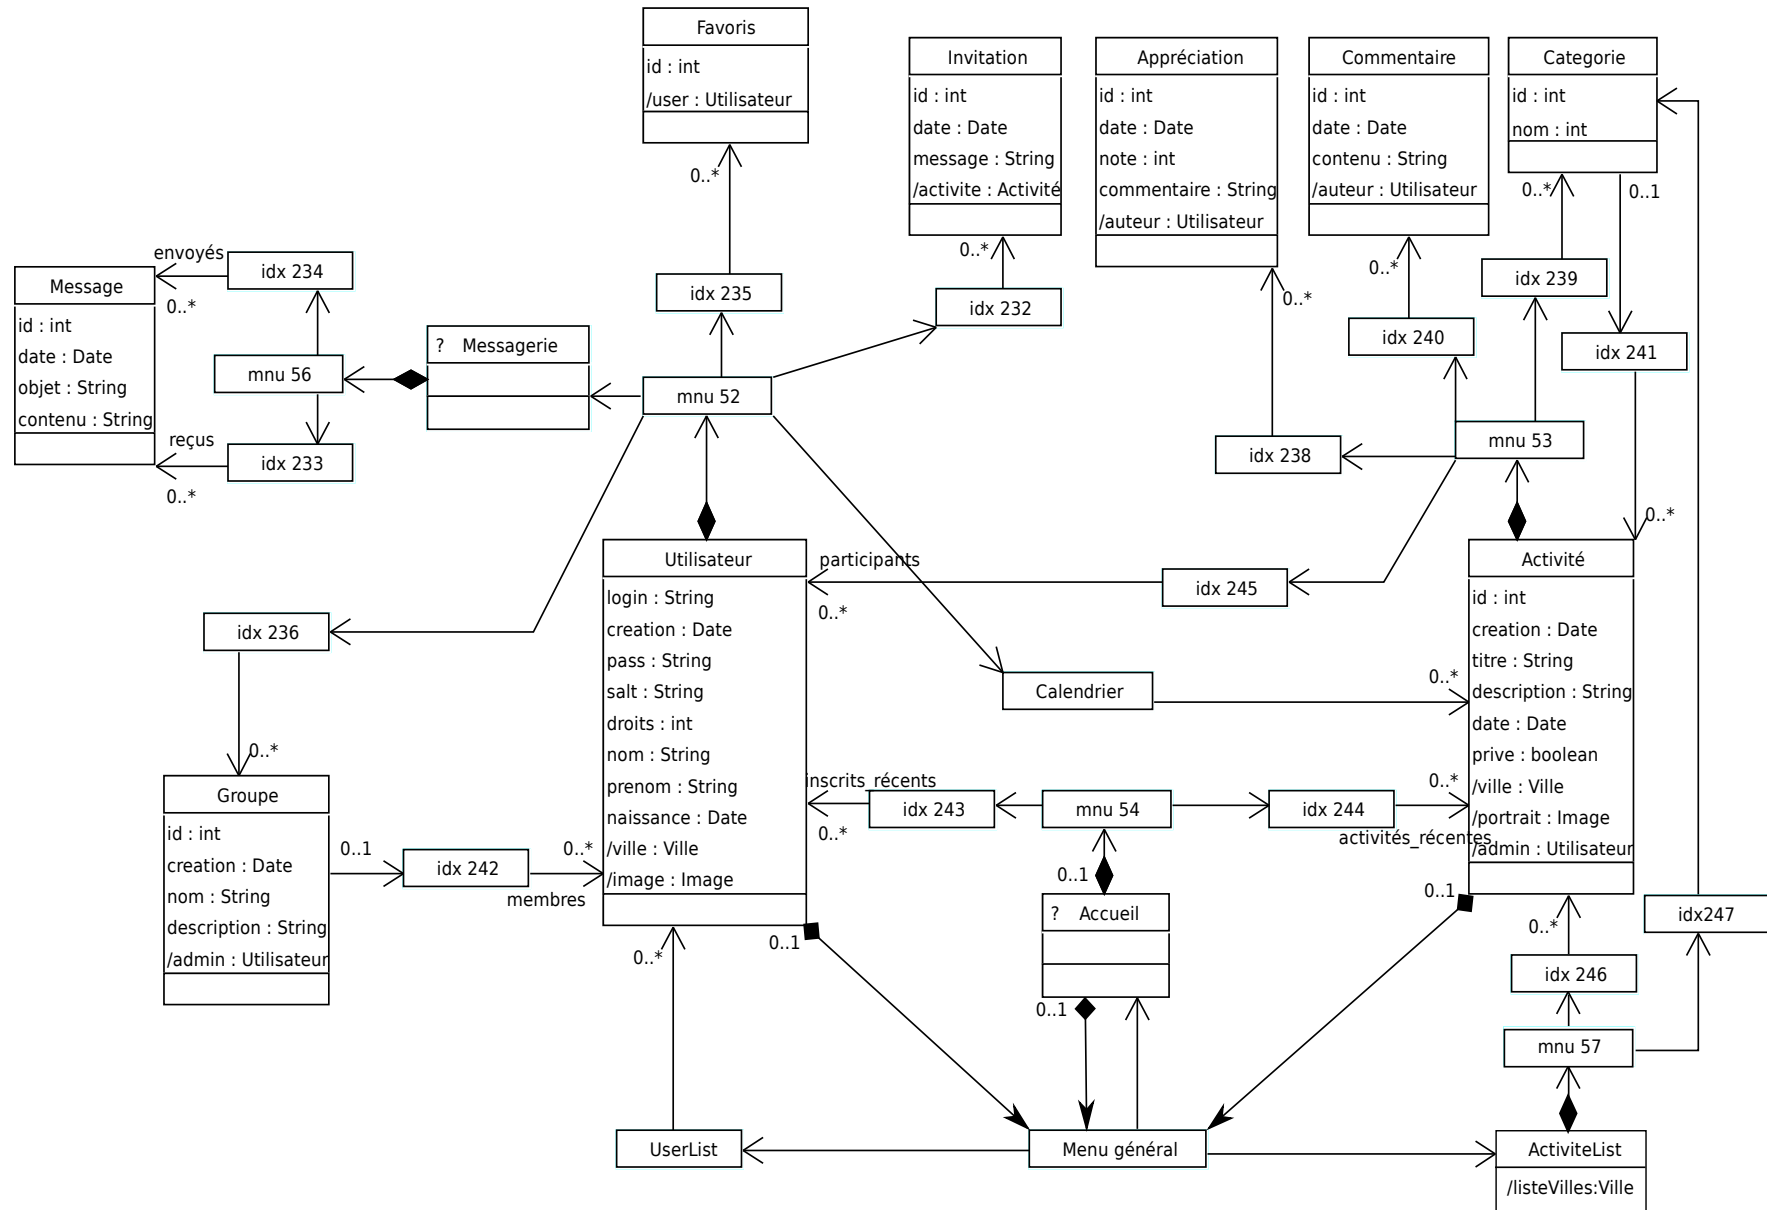 Favoris
id : int
/user : Utilisateur
0..*
Invitation
id : int
date : Date
message : String
/activite : Activité
0..*
Appréciation
id : int
date : Date
note : int
commentaire : String
/auteur : Utilisateur
0..*
Commentaire
id : int
date : Date
contenu : String
/auteur : Utilisateur
0..*
Categorie
id : int
nom : int
0..*
0..1
Message
id : int
date : Date
objet : String
contenu : String
envoyés
0..*
reçus
0..*
idx 234
mnu 56
idx 233
? Messagerie
idx 235
mnu 52
idx 232
idx 239
idx 240
idx 241
idx 238
mnu 53
0..*
Utilisateur
login : String
creation : Date
pass : String
salt : String
droits : int
nom : String
prenom : String
naissance : Date
/ville : Ville
/image : Image
participants
0..*
idx 245
Activité
id : int
creation : Date
titre : String
description : String
date : Date
prive : boolean
/ville : Ville
/portrait : Image
/admin : Utilisateur
idx 236
0..*
Calendrier
0..*
Groupe
id : int
creation : Date
nom : String
description : String
/admin : Utilisateur
0..1
idx 242
0..*
membres
inscrits_récents
0..*
idx 243
mnu 54
idx 244
0..*
activités_récentes
0..1
? Accueil
0..1
0..1
0..1
0..*
0..*
idx247
idx 246
mnu 57
UserList
Menu général
ActiviteList
/listeVilles:Ville